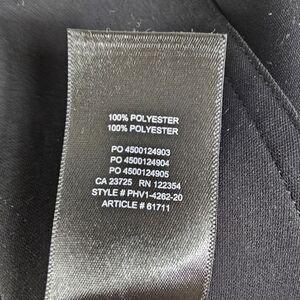 100% POLYESTER
100% POLYESTER
PO 4500124903
PO 4500124904
PO 4500124905
CA 23725 RN 122354
STYLE # PHV1-4262-20
ARTICLE # 61711